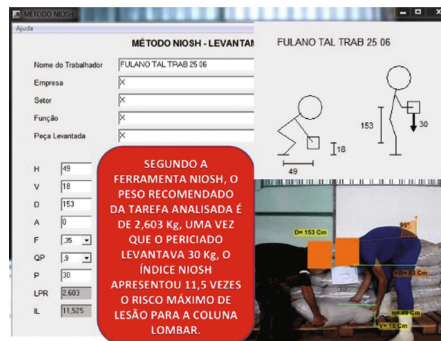 MÉTODO NIOSH
Ajuda
MÉTODO NIOSH - LEVANTAM
Nome do Trabalhador FULANO TAL TRAB 25 06
Empresa X
Setor X
Função X
Peça Levantada X
H 49
V 18
D 153
A 0
F .35
QP .9
P 30
LPR 2,603
IL 11,525
SEGUNDO A
FERRAMENTA NIOSH, O
PESO RECOMENDADO
DA TAREFA ANALISADA É
DE 2,603 Kg, UMA VEZ
QUE O PERICIADO
LEVANTAVA 30 Kg, O
ÍNDICE NIOSH
APRESENTOU 11,5 VEZES
O RISCO MÁXIMO DE
LESÃO PARA A COLUNA
LOMBAR.
FULANO TAL TRAB 25 06
153
30
18
49
D= 153 Cm
99°